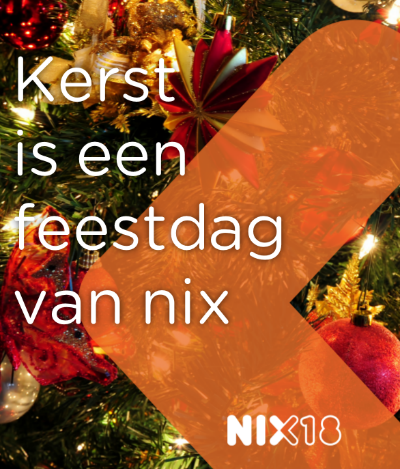 Kerst
is een
feestdag
van nix
NIX18